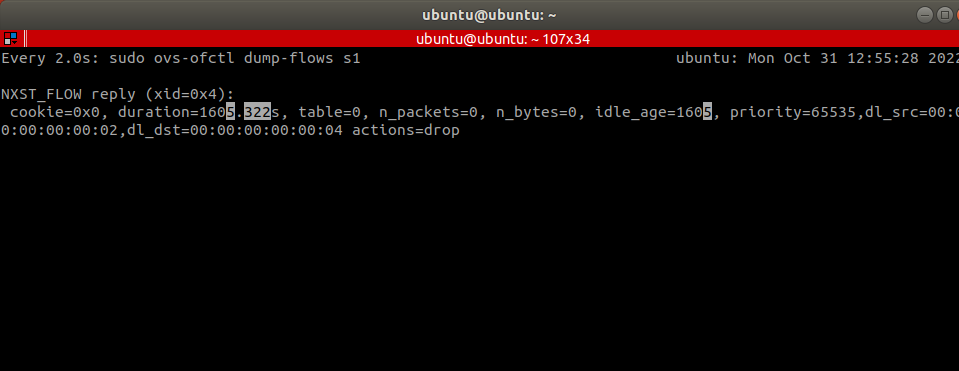 ubuntu@ubuntu: ~
ubuntu@ubuntu: ~ 107x34
Every 2.0s: sudo ovs-ofctl dump-flows s1 ubuntu: Mon Oct 31 12:55:28 2022
NXST_FLOW reply (xid=0x4):
cookie=0x0, duration=1605.322s, table=0, n_packets=0, n_bytes=0, idle_age=1605, priority=65535,dl_src=00:0
0:00:00:00:02,dl_dst=00:00:00:00:00:04 actions=drop